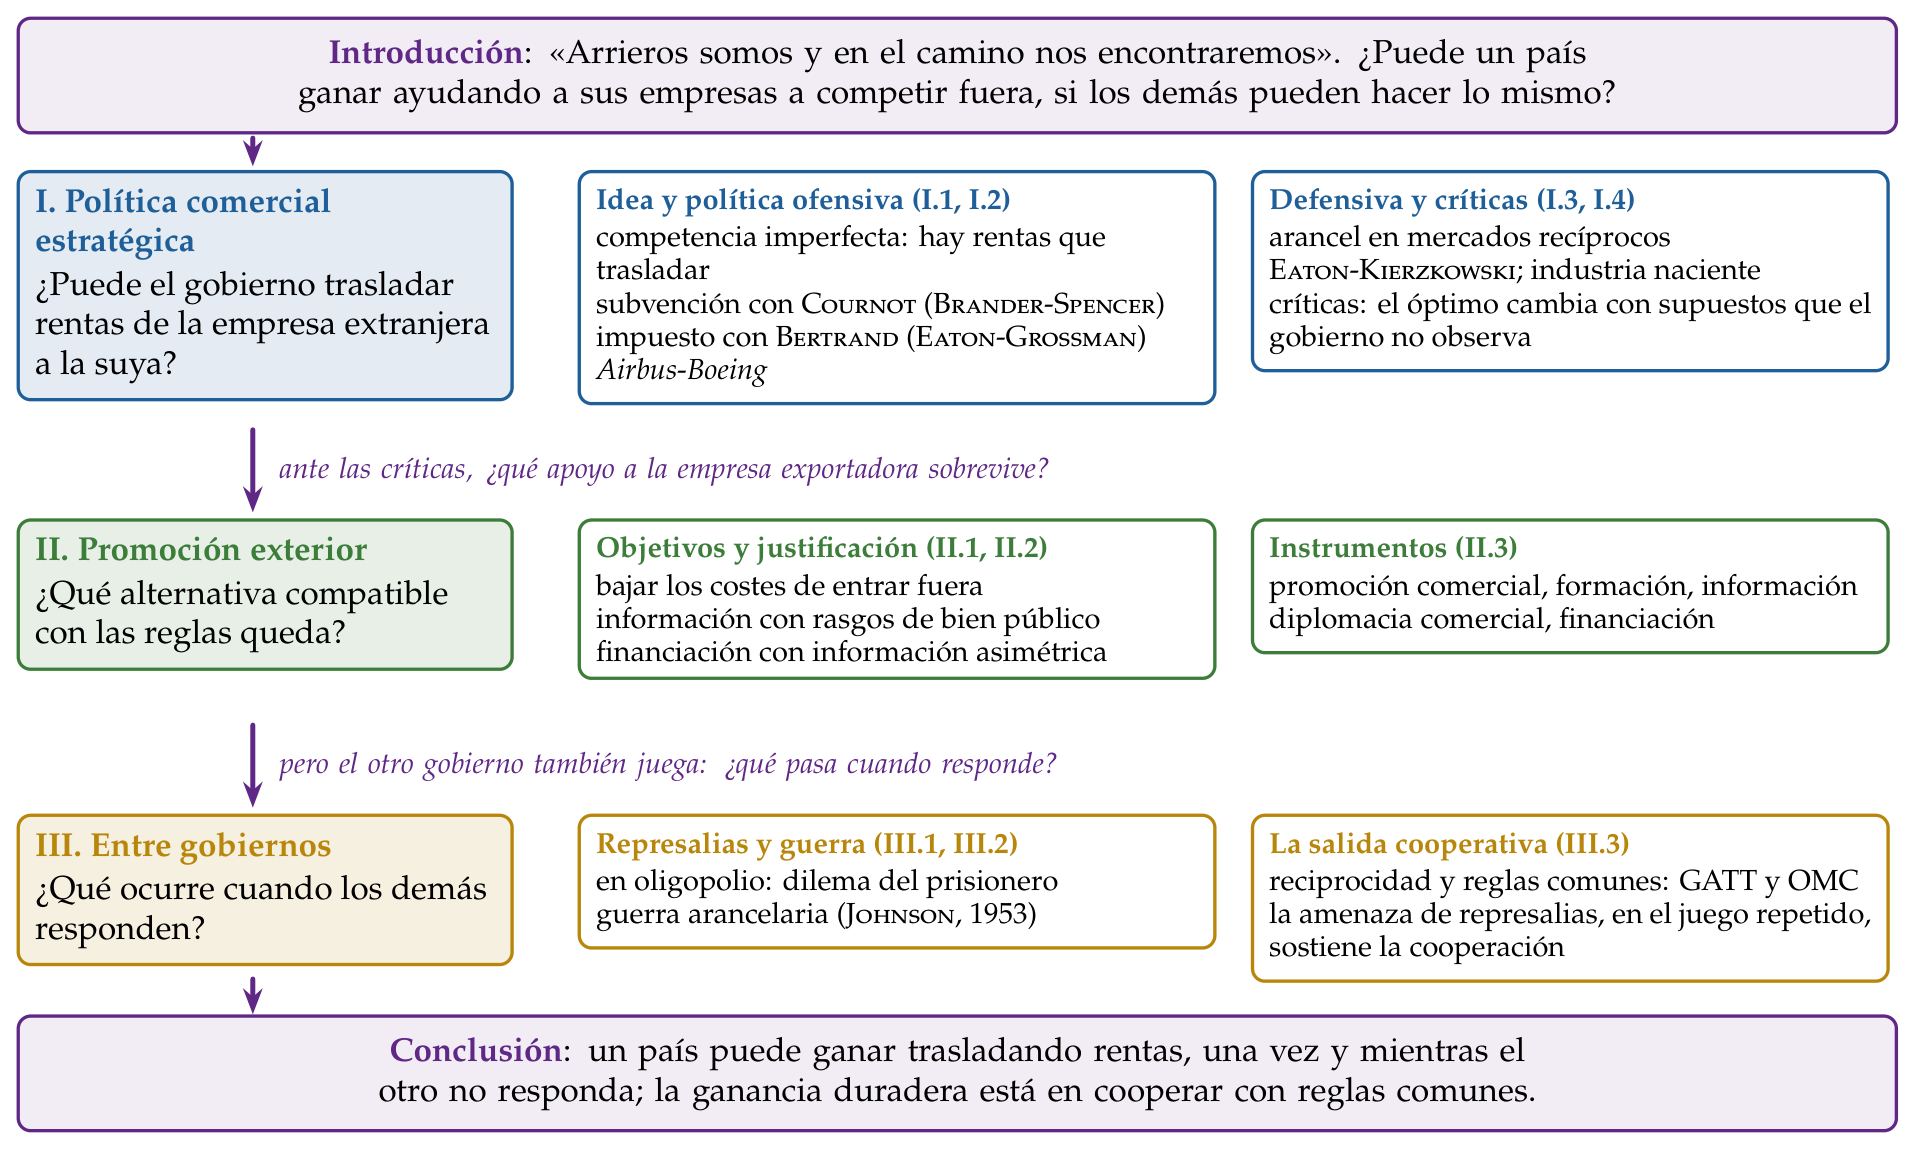 Introducción: «Arrieros somos y en el camino nos encontraremos». ¿Puede un país
ganar ayudando a sus empresas a competir fuera, si los demás pueden hacer lo mismo?
I. Política comercial
estratégica
¿Puede el gobierno trasladar
rentas de la empresa extranjera
a la suya?
Idea y política ofensiva (I.1, I.2)
competencia imperfecta: hay rentas que
trasladar
subvención con Cournot (Brander-Spencer)
impuesto con Bertrand (Eaton-Grossman)
Airbus-Boeing
Defensiva y críticas (I.3, I.4)
arancel en mercados recíprocos
Eaton-Kierzkowski; industria naciente
críticas: el óptimo cambia con supuestos que el
gobierno no observa
ante las críticas, ¿qué apoyo a la empresa exportadora sobrevive?
II. Promoción exterior
¿Qué alternativa compatible
con las reglas queda?
Objetivos y justificación (II.1, II.2)
bajar los costes de entrar fuera
información con rasgos de bien público
financiación con información asimétrica
Instrumentos (II.3)
promoción comercial, formación, información
diplomacia comercial, financiación
pero el otro gobierno también juega: ¿qué pasa cuando responde?
III. Entre gobiernos
¿Qué ocurre cuando los demás
responden?
Represalias y guerra (III.1, III.2)
en oligopolio: dilema del prisionero
guerra arancelaria (Johnson, 1953)
La salida cooperativa (III.3)
reciprocidad y reglas comunes: GATT y OMC
la amenaza de represalias, en el juego repetido,
sostiene la cooperación
Conclusión: un país puede ganar trasladando rentas, una vez y mientras el
otro no responda; la ganancia duradera está en cooperar con reglas comunes.